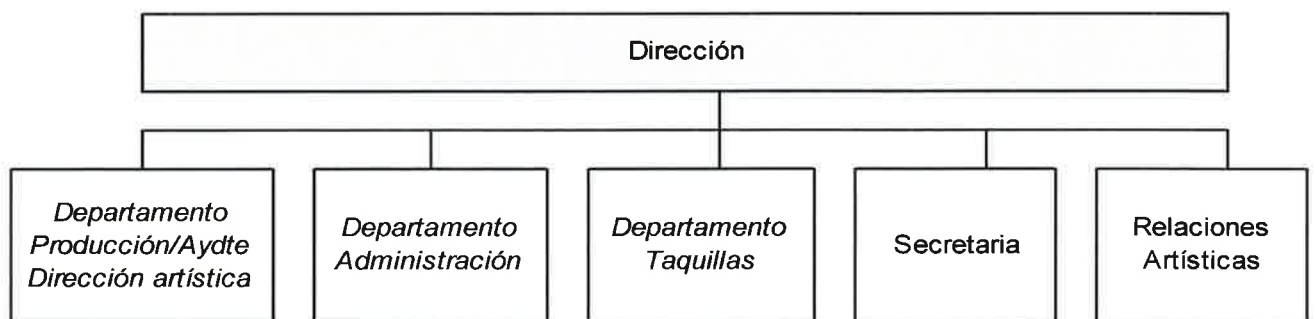 Dirección
Departamento
Producción/Aydte
Dirección artística
Departamento
Administración
Departamento
Taquillas
Secretaria
Relaciones
Artísticas